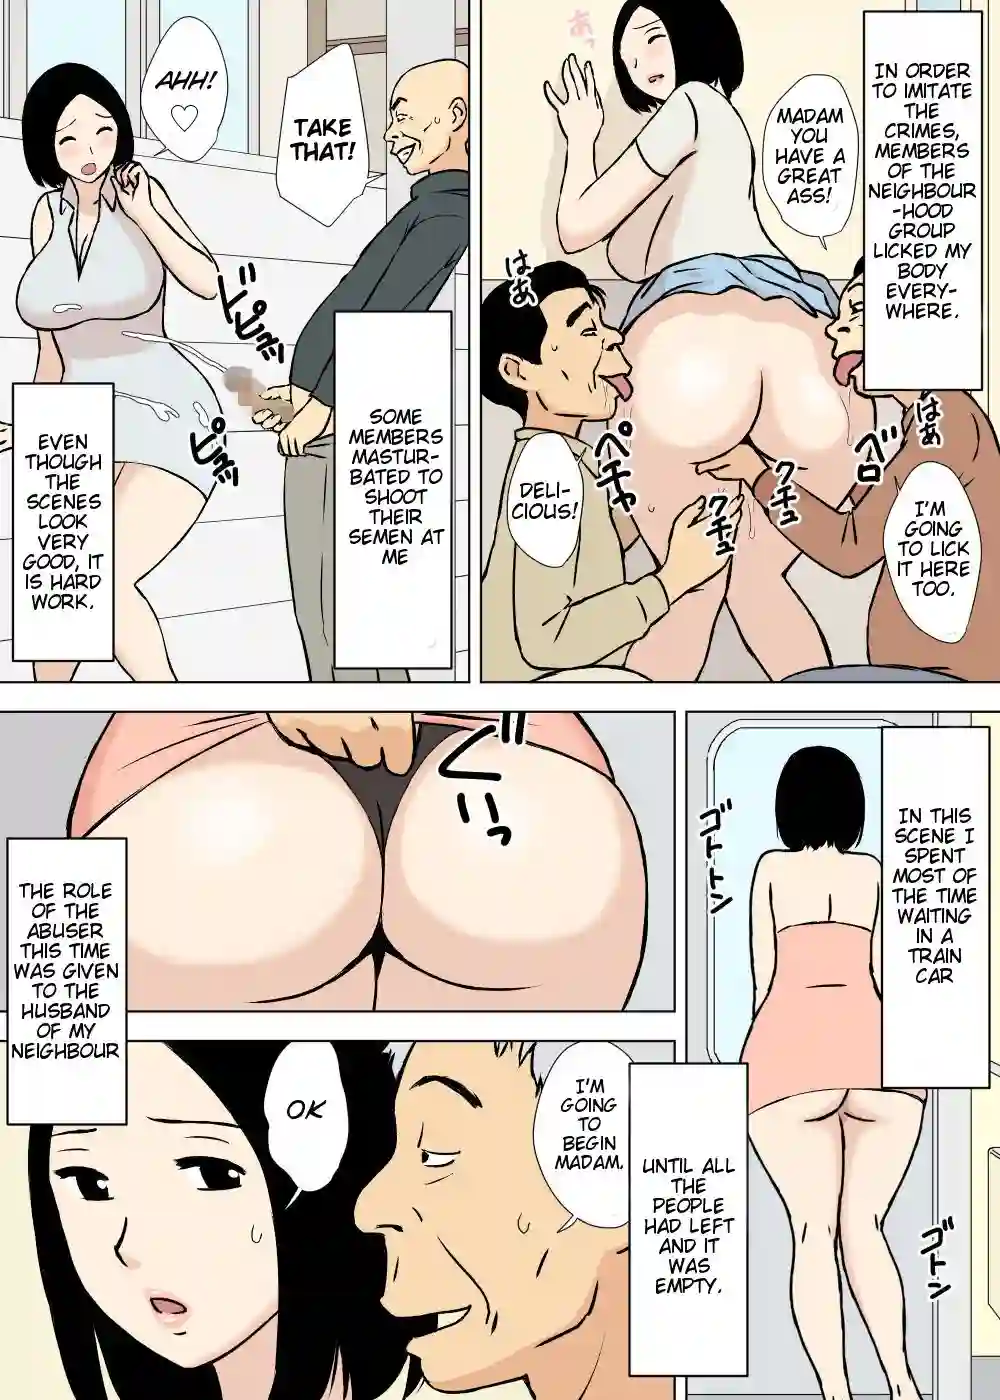 IN ORDER
TO IMITATE
THE
CRIMES,
MEMBERS
OF THE
NEIGHBOUR
-HOOD
GROUP
LICKED MY
BODY
EVERY-
WHERE.
MADAM
YOU
HAVE A
GREAT
ASS!
あっ
はぁ
はぁ
DELI-
CIOUS!
ペチャ
クチュ
クチュ
ベロ
I'M
GOING
TO LICK
IT HERE
TOO.
AHH!
♡
TAKE
THAT!
ドピュッ
ピュッ
SOME
MEMBERS
MASTUR-
BATED TO
SHOOT
THEIR
SEMEN AT
ME
EVEN
THOUGH
THE
SCENES
LOOK
VERY
GOOD, IT
IS HARD
WORK.
IN THIS
SCENE I
SPENT
MOST OF
THE TIME
WAITING
IN A
TRAIN
CAR
ゴトトン
ゴトン
UNTIL ALL
THE
PEOPLE
HAD LEFT
AND IT
WAS
EMPTY.
ぐいっ
THE ROLE
OF THE
ABUSER
THIS TIME
WAS GIVEN
TO THE
HUSBAND
OF MY
NEIGHBOUR
I'M
GOING
TO
BEGIN
MADAM.
OK